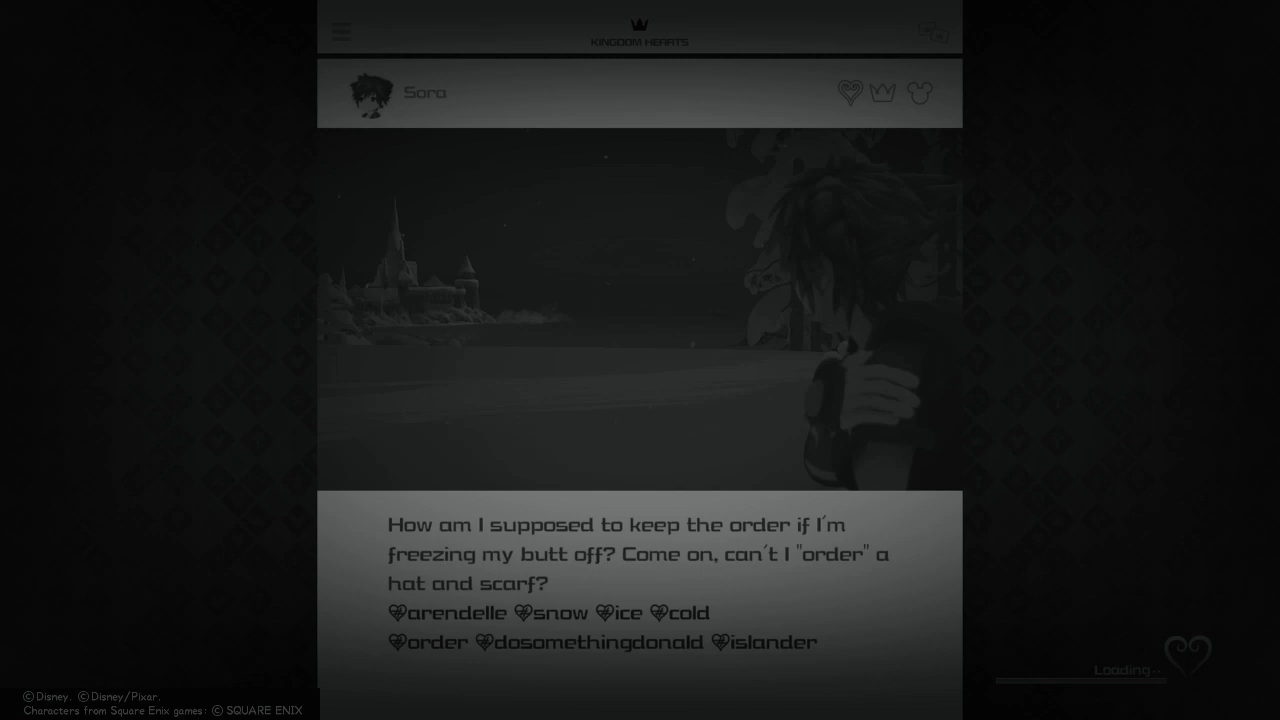 KINGDOM HEARTS
Sora
How am I supposed to keep the order if I'm
freezing my butt off? Come on, can't I "order" a
hat and scarf?
arendelle snow ice cold
order dosomethingdonald islander
Loading··
©Disney. ©Disney/Pixar.
Characters from Square Enix games: © SQUARE ENIX